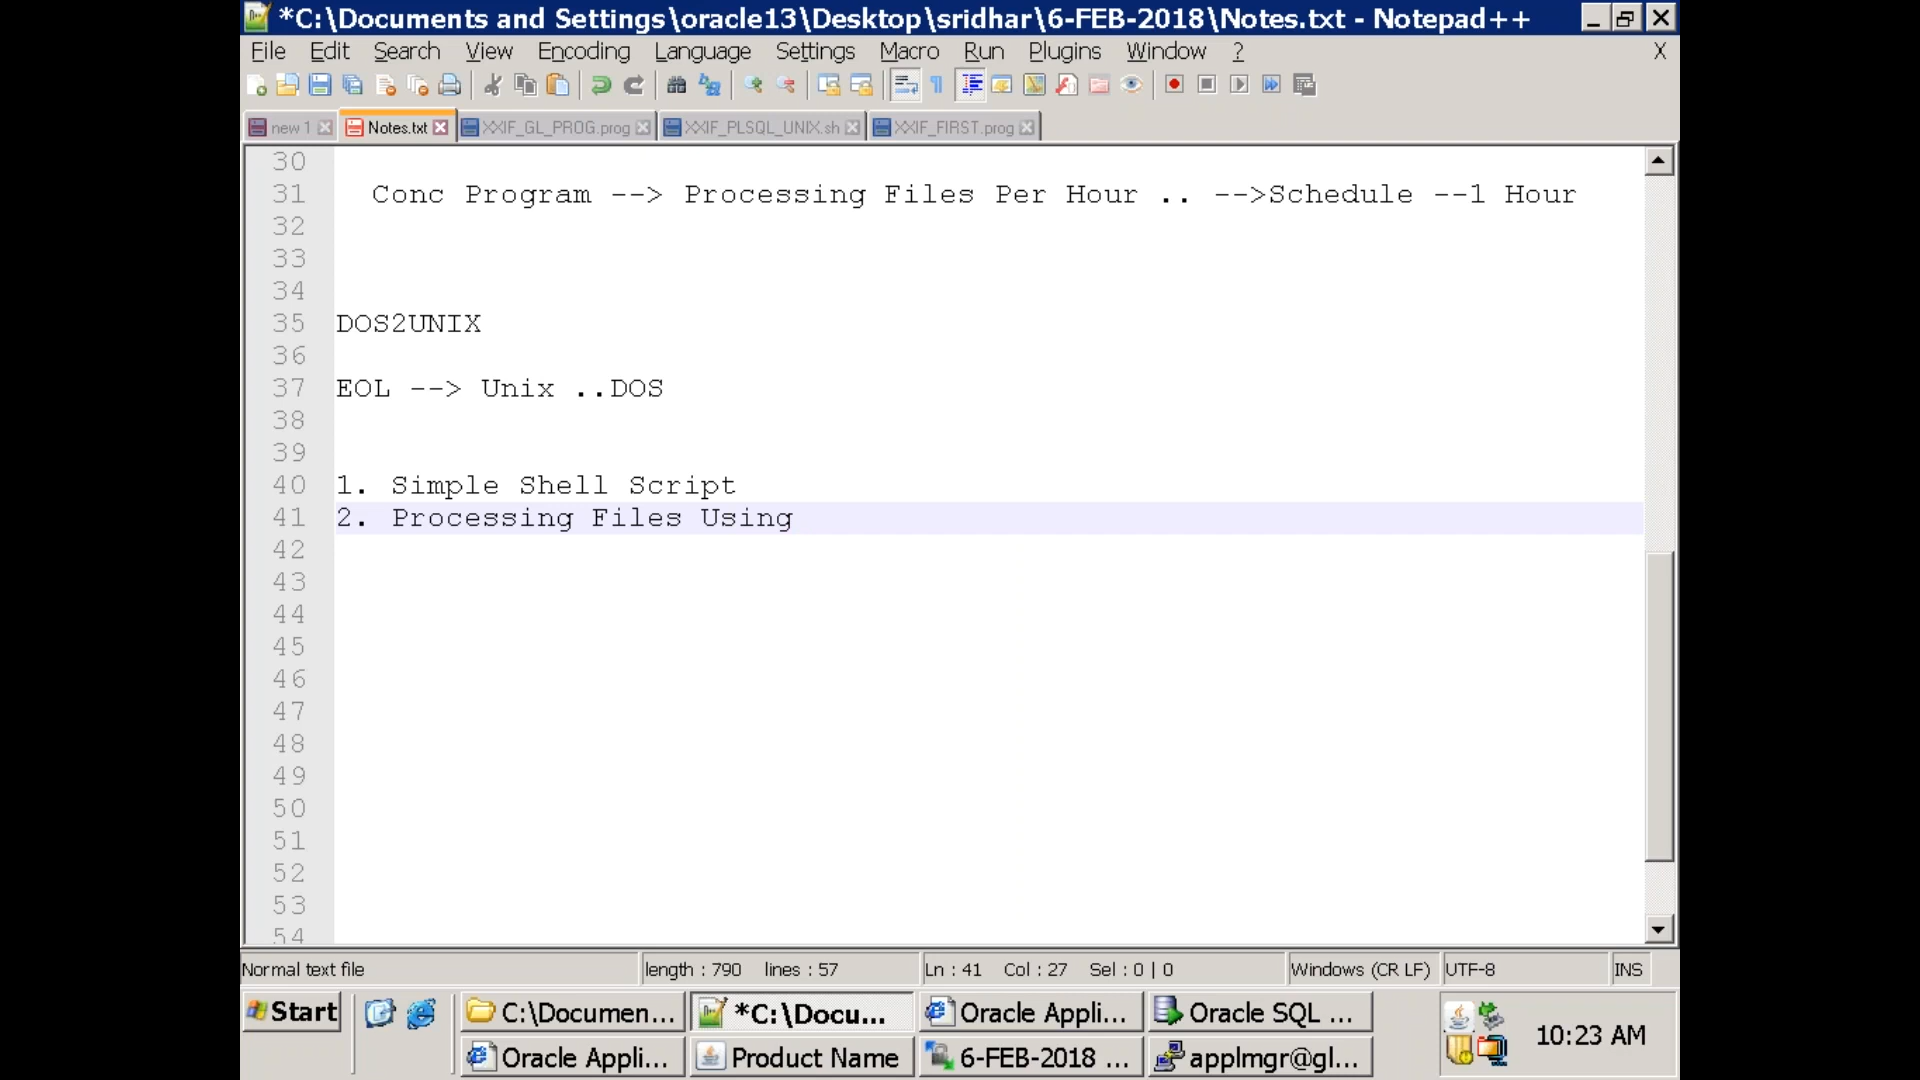 *C:\Documents and Settings\oracle13\Desktop\sridhar\6-FEB-2018\Notes.txt - Notepad++
File Edit Search View Encoding Language Settings Macro Run Plugins Window ? X
new 1 Notes.txt XXIF_GL_PROG.prog XXIF_PLSQL_UNIX.sh XXIF_FIRST.prog
30
31 Conc Program --> Processing Files Per Hour .. -->Schedule --1 Hour
32
33
34
35 DOS2UNIX
36
37 EOL --> Unix ..DOS
38
39
40 1. Simple Shell Script
41 2. Processing Files Using
42
43
44
45
46
47
48
49
50
51
52
53
54
Normal text file length : 790 lines : 57 Ln : 41 Col : 27 Sel : 0 | 0 Windows (CR LF) UTF-8 INS
Start C:\Documen... *C:\Docu... Oracle Appli... Oracle SQL ...
Oracle Appli... Product Name 6-FEB-2018 ... applmgr@gl...
10:23 AM